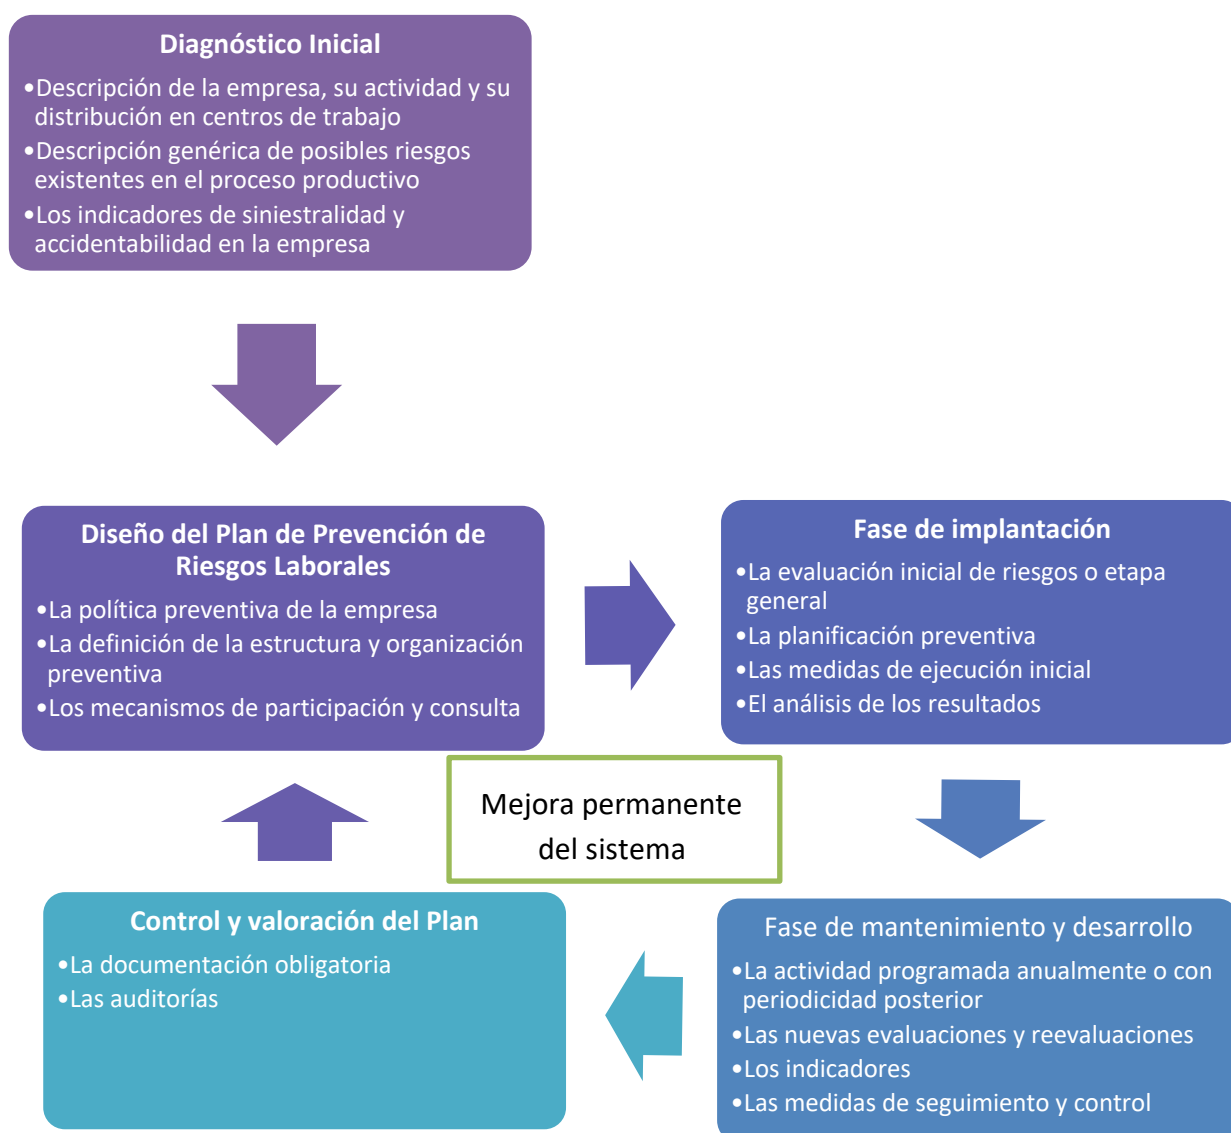 Diagnóstico Inicial
•Descripción de la empresa, su actividad y su
distribución en centros de trabajo
•Descripción genérica de posibles riesgos
existentes en el proceso productivo
•Los indicadores de siniestralidad y
accidentabilidad en la empresa
Diseño del Plan de Prevención de
Riesgos Laborales
•La política preventiva de la empresa
•La definición de la estructura y organización
preventiva
•Los mecanismos de participación y consulta
Fase de implantación
•La evaluación inicial de riesgos o etapa
general
•La planificación preventiva
•Las medidas de ejecución inicial
•El análisis de los resultados
Mejora permanente
del sistema
Control y valoración del Plan
•La documentación obligatoria
•Las auditorías
Fase de mantenimiento y desarrollo
•La actividad programada anualmente o con
periodicidad posterior
•Las nuevas evaluaciones y reevaluaciones
•Los indicadores
•Las medidas de seguimiento y control